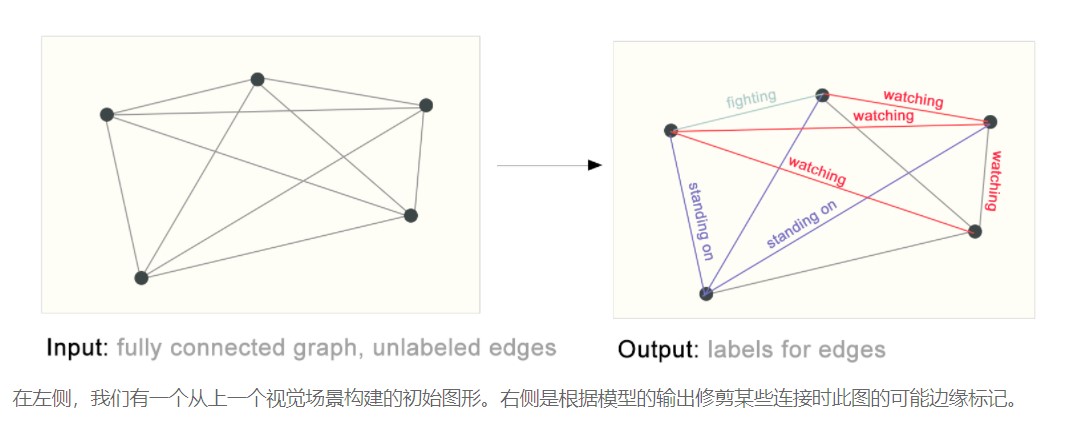 fighting
watching
watching
watching
watching
standing on
standing on
Input: fully connected graph, unlabeled edges
Output: labels for edges
在左侧，我们有一个从上一个视觉场景构建的初始图形。右侧是根据模型的输出修剪某些连接时此图的可能边缘标记。